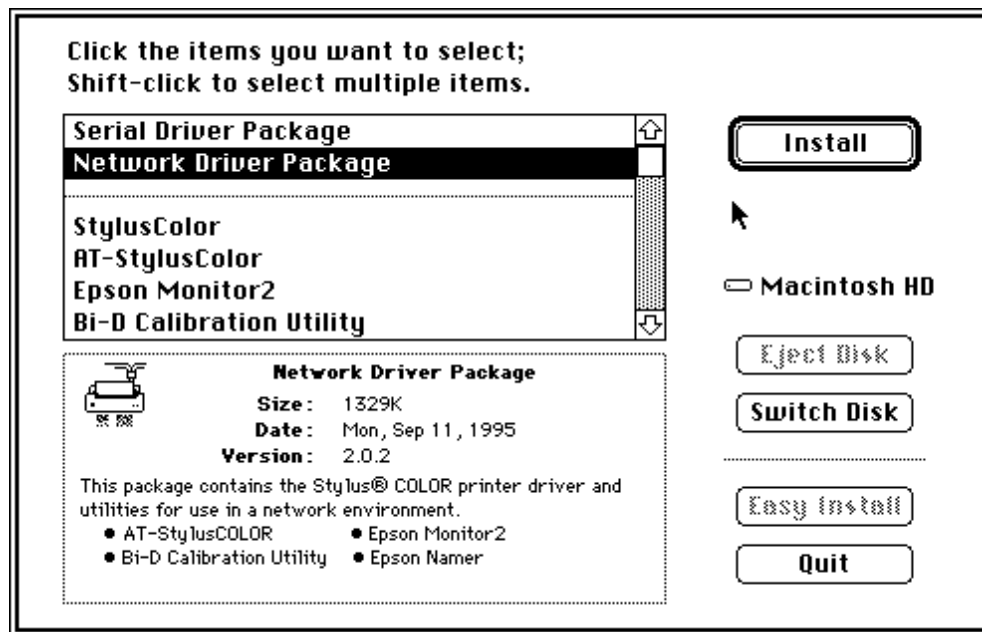 Click the items you want to select;
Shift-click to select multiple items.
Serial Driver Package
Network Driver Package
StylusColor
AT-StylusColor
Epson Monitor2
Bi-D Calibration Utility
Install
Macintosh HD
Eject Disk
Switch Disk
Easy Install
Quit
Network Driver Package
Size: 1329K
Date: Mon, Sep 11, 1995
Version: 2.0.2
This package contains the Stylus® COLOR printer driver and
utilities for use in a network environment.
● AT-StylusCOLOR ● Epson Monitor2
● Bi-D Calibration Utility ● Epson Namer